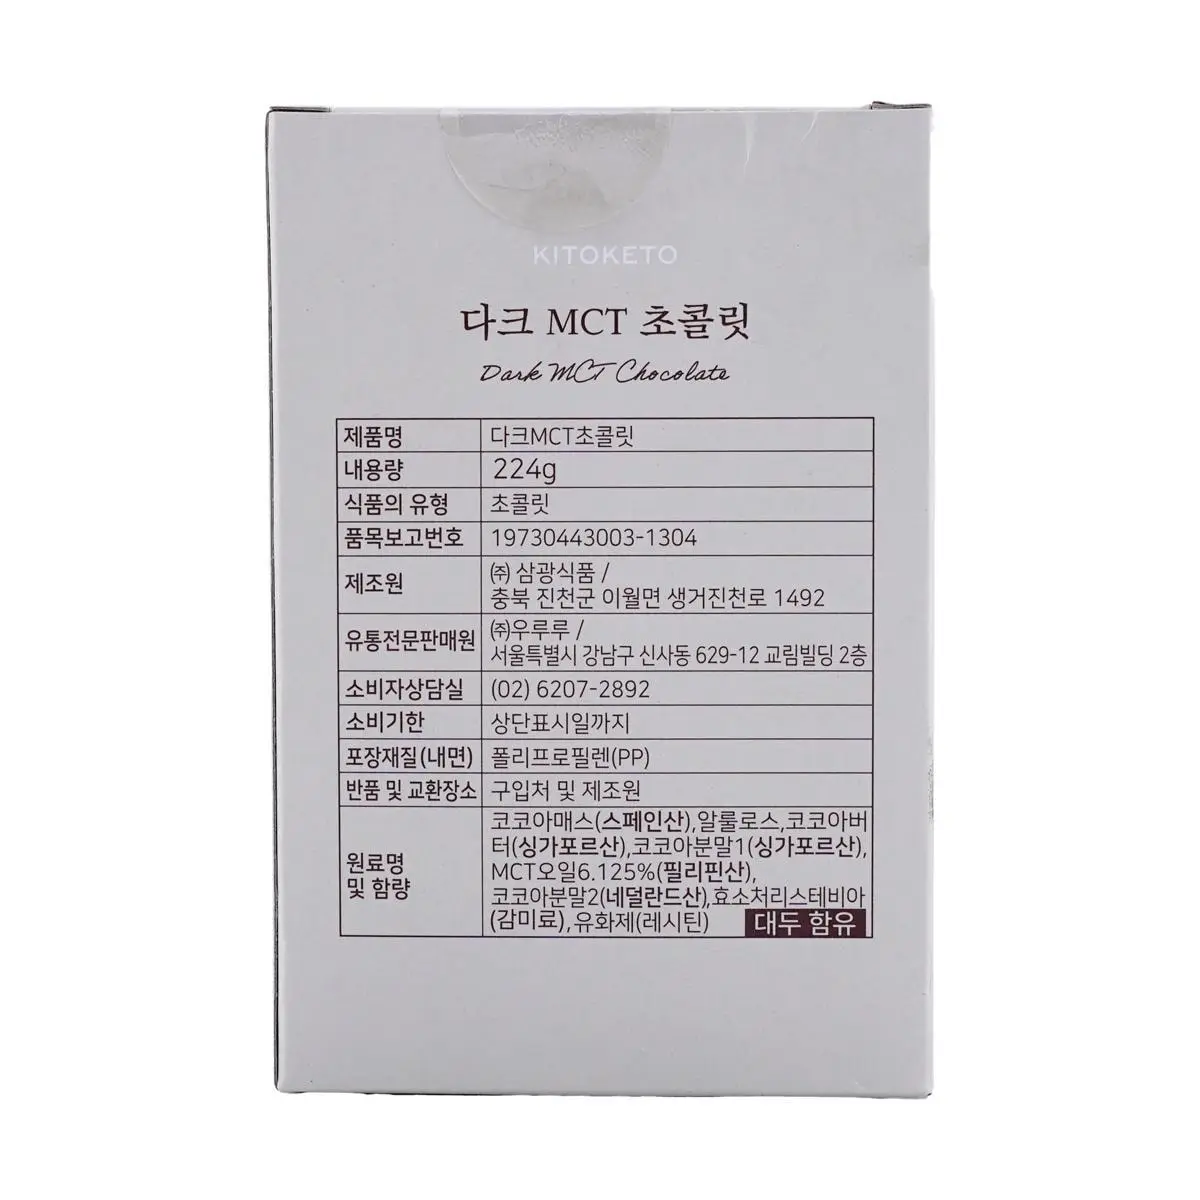 KITOKETO
다크 MCT 초콜릿
Dark MCT Chocolate
제품명 다크MCT초콜릿
내용량 224g
식품의 유형 초콜릿
품목보고번호 19730443003-1304
제조원 ㈜ 삼광식품 /
충북 진천군 이월면 생거진천로 1492
유통전문판매원 ㈜우루루 /
서울특별시 강남구 신사동 629-12 교림빌딩 2층
소비자상담실 (02) 6207-2892
소비기한 상단표시일까지
포장재질(내면) 폴리프로필렌(PP)
반품 및 교환장소 구입처 및 제조원
원료명
및 함량
코코아매스(스페인산),알룰로스,코코아버
터(싱가포르산),코코아분말1(싱가포르산),
MCT오일6.125%(필리핀산),
코코아분말2(네덜란드산),효소처리스테비아
(감미료),유화제(레시틴) 대두 함유